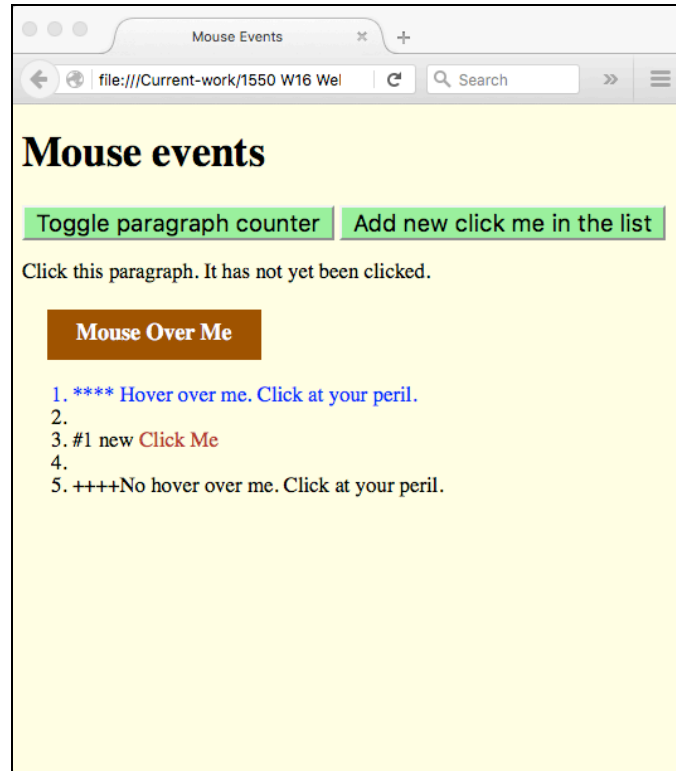 Mouse Events
file:///Current-work/1550 W16 Wel
Search
Mouse events
Toggle paragraph counter
Add new click me in the list
Click this paragraph. It has not yet been clicked.
Mouse Over Me
1. **** Hover over me. Click at your peril.
2.
3. #1 new Click Me
4.
5. ++++No hover over me. Click at your peril.